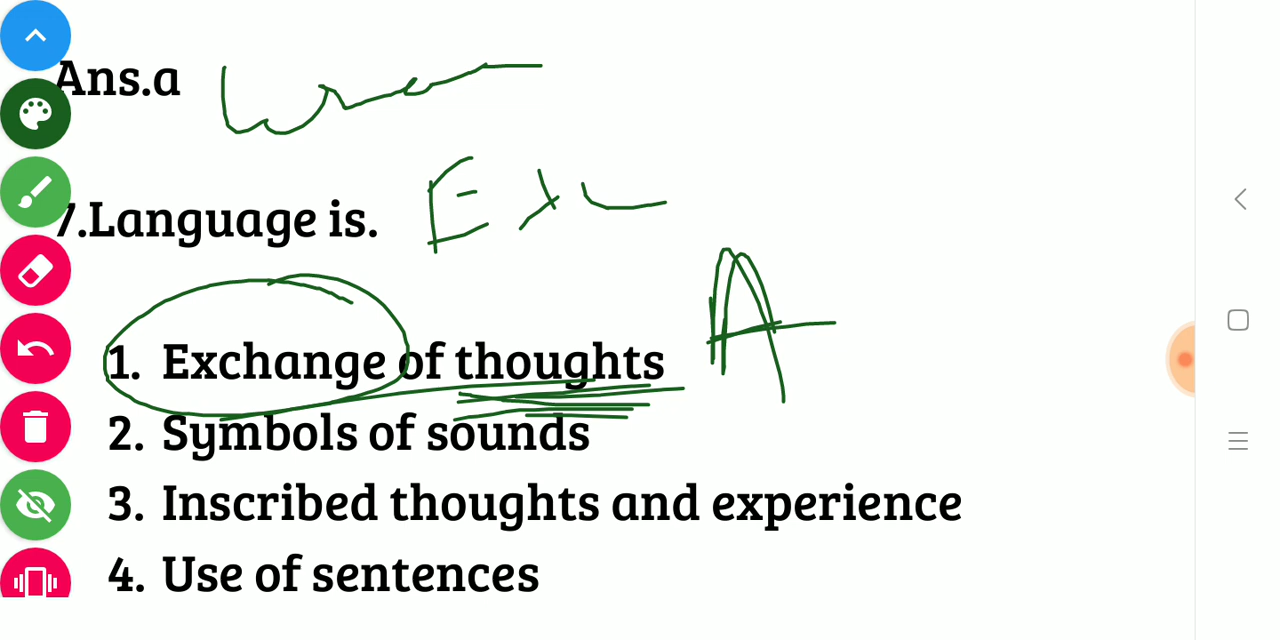 Ans.a
7.Language is.
1. Exchange of thoughts
A
2. Symbols of sounds
3. Inscribed thoughts and experience
4. Use of sentences